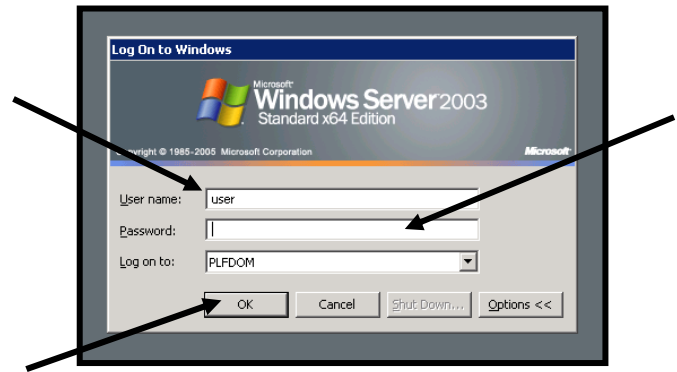 Log On to Windows
Microsoft
Windows Server 2003
Standard x64 Edition
Copyright © 1985-2005 Microsoft Corporation
Microsoft
User name: user
Password:
Log on to: PLFDOM
OK Cancel Shut Down... Options <<